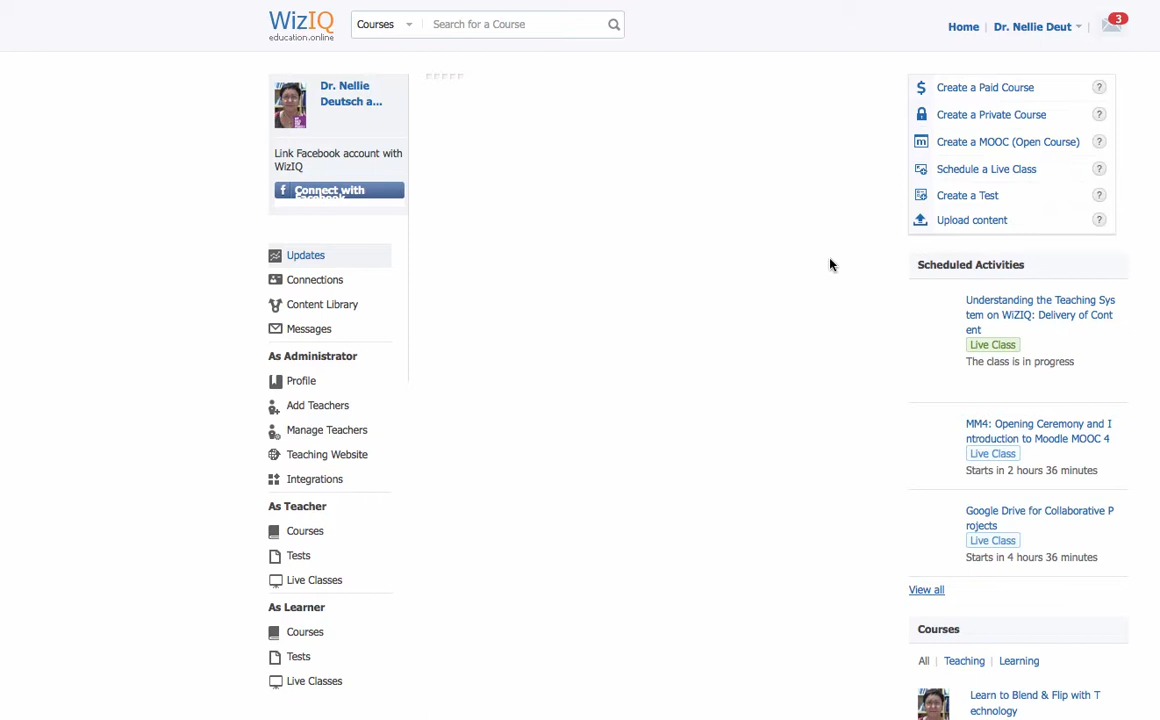 WizIQ
education.online
Courses
Search for a Course
Home
Dr. Nellie Deut
3
Dr. Nellie
Deutsch a...
Link Facebook account with
WizIQ
f Connect with
Facebook
Updates
Connections
Content Library
Messages
As Administrator
Profile
Add Teachers
Manage Teachers
Teaching Website
Integrations
As Teacher
Courses
Tests
Live Classes
As Learner
Courses
Tests
Live Classes
$ Create a Paid Course ?
Create a Private Course ?
m Create a MOOC (Open Course) ?
Schedule a Live Class ?
Create a Test ?
Upload content ?
Scheduled Activities
Understanding the Teaching Sys
tem on WiZIQ: Delivery of Cont
ent
Live Class
The class is in progress
MM4: Opening Ceremony and I
ntroduction to Moodle MOOC 4
Live Class
Starts in 2 hours 36 minutes
Google Drive for Collaborative P
rojects
Live Class
Starts in 4 hours 36 minutes
View all
Courses
All | Teaching | Learning
Learn to Blend & Flip with T
echnology